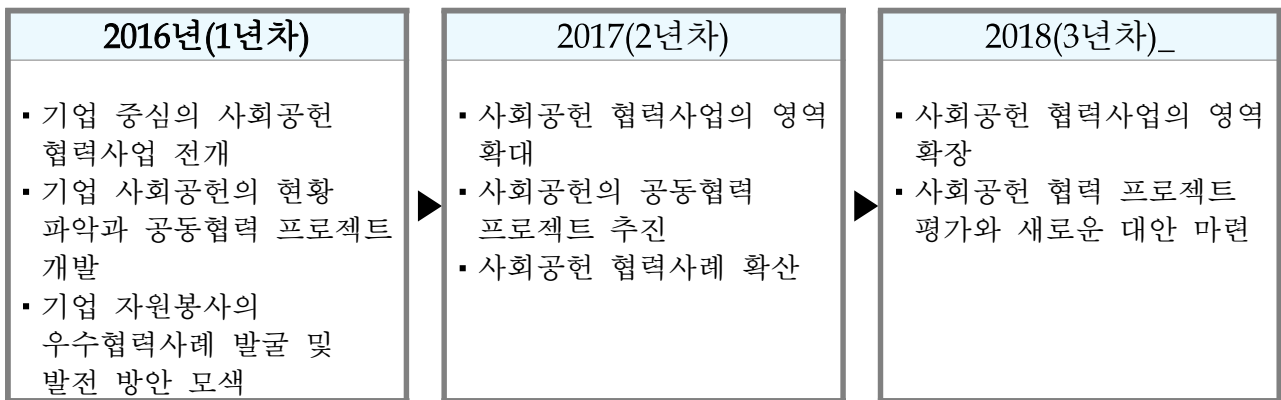 2016년(1년차)
▪ 기업 중심의 사회공헌
협력사업 전개
▪ 기업 사회공헌의 현황
파악과 공동협력 프로젝트
개발
▪ 기업 자원봉사의
우수협력사례 발굴 및
발전 방안 모색
2017(2년차)
▪ 사회공헌 협력사업의 영역
확대
▪ 사회공헌의 공동협력
프로젝트 추진
▪ 사회공헌 협력사례 확산
2018(3년차)_
▪ 사회공헌 협력사업의 영역
확장
▪ 사회공헌 협력 프로젝트
평가와 새로운 대안 마련